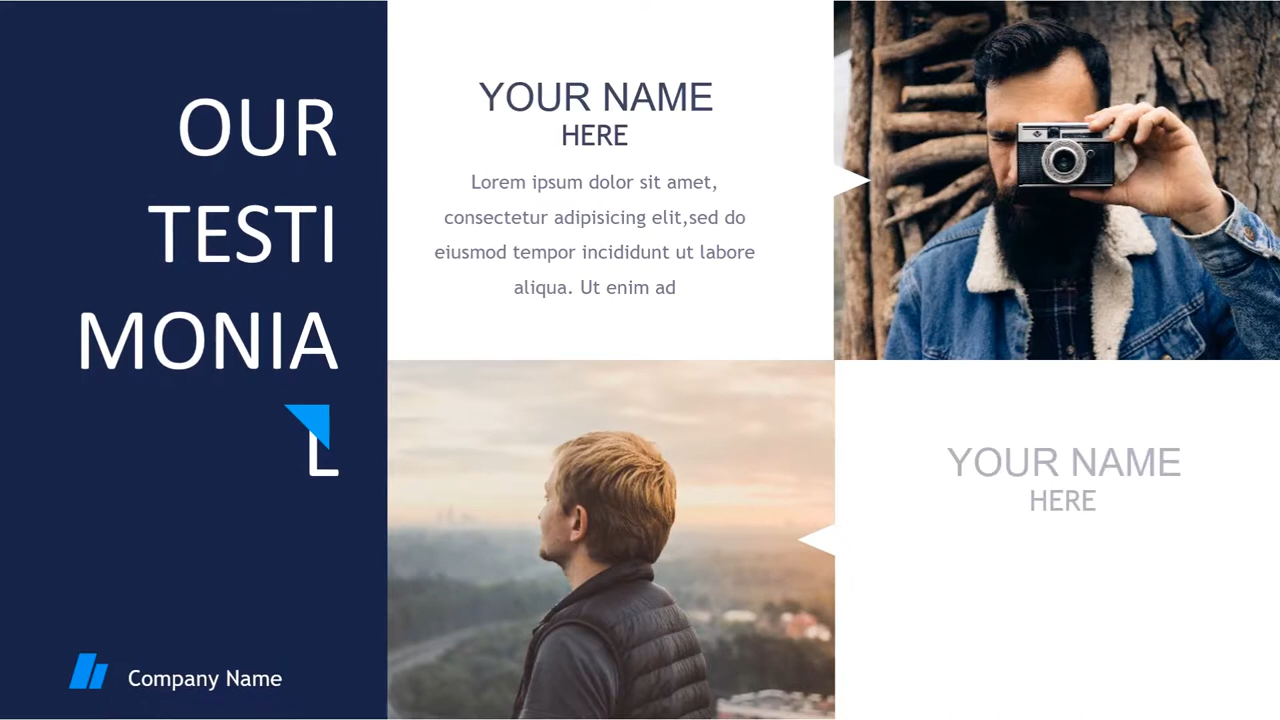 OUR
TESTI
MONIA
L
Company Name
YOUR NAME
HERE
Lorem ipsum dolor sit amet,
consectetur adipisicing elit,sed do
eiusmod tempor incididunt ut labore
aliqua. Ut enim ad
YOUR NAME
HERE